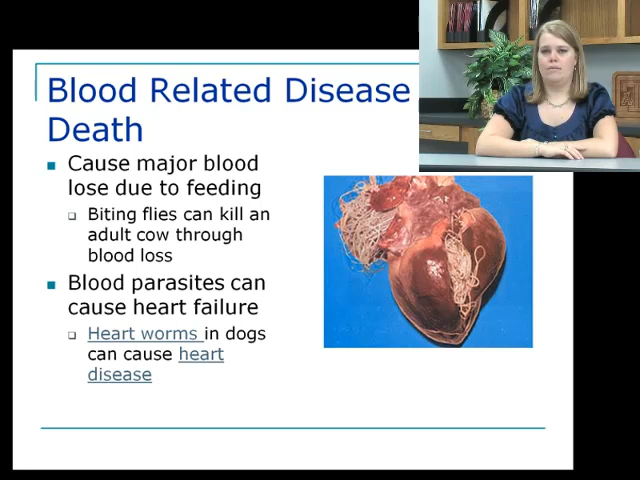 Blood Related Disease
Death
Cause major blood
lose due to feeding
Biting flies can kill an
adult cow through
blood loss
Blood parasites can
cause heart failure
Heart worms in dogs
can cause heart
disease